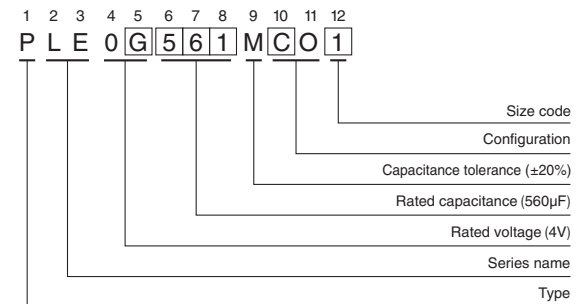 1 2 3 4 5 6 7 8 9 10 11 12
P L E 0 G 5 6 1 M C O 1
Size code
Configuration
Capacitance tolerance (±20%)
Rated capacitance (560μF)
Rated voltage (4V)
Series name
Type